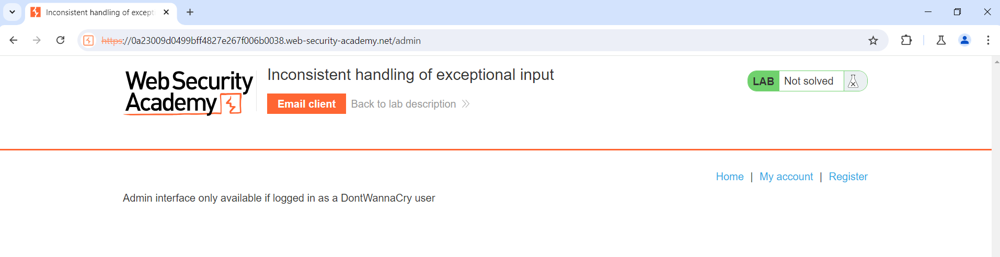 Inconsistent handling of except
https://0a23009d0499bff4827e267f006b0038.web-security-academy.net/admin
Web Security
Academy
Inconsistent handling of exceptional input
Email client Back to lab description
LAB Not solved
Home | My account | Register
Admin interface only available if logged in as a DontWannaCry user